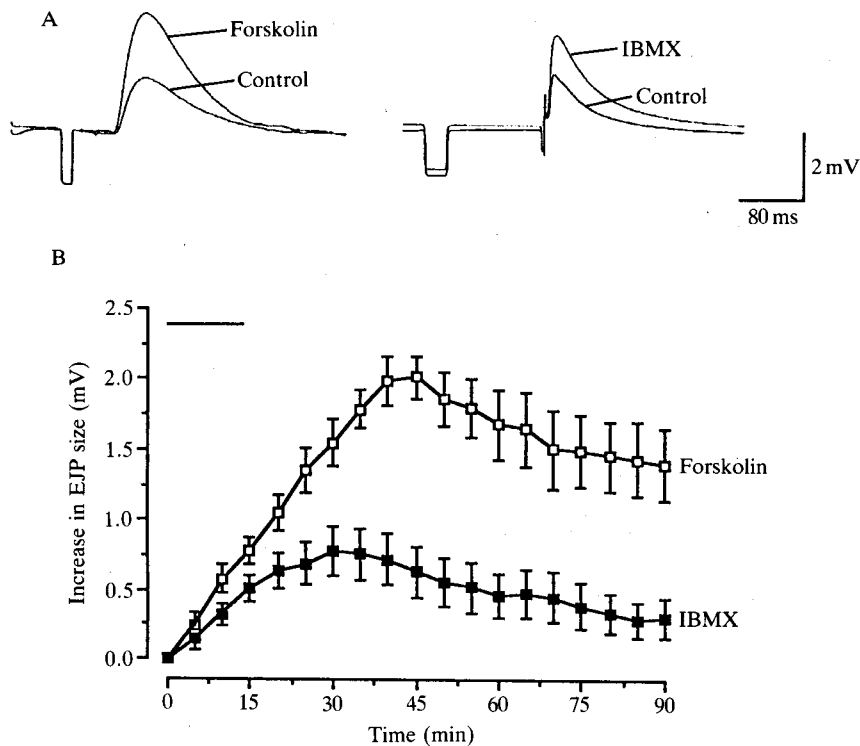 A
Forskolin
Control
IBMX
Control
2 mV
80 ms
B
Increase in EJP size (mV)
2.5
2.0
1.5
1.0
0.5
0.0
Forskolin
IBMX
0 15 30 45 60 75 90
Time (min)